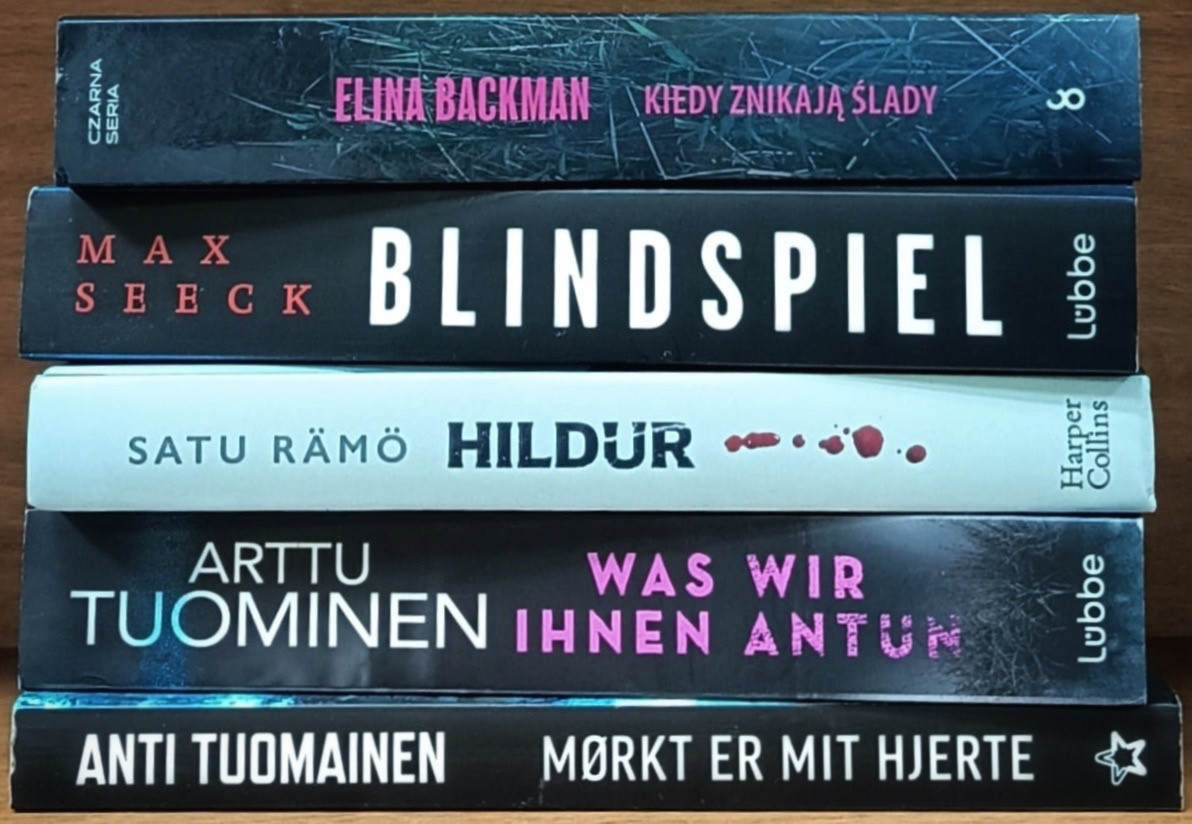 CZARNA
SERIA
ELINA BACKMAN KIEDY ZNIKAJĄ ŚLADY
MAX
SEECK
BLINDSPIEL
Lübbe
SATU RÄMÖ HILDUR
Harper
Collins
ARTTU
TUOMINEN
WAS WIR
IHNEN ANTUN
Lübbe
ANTI TUOMAINEN MØRKT ER MIT HJERTE